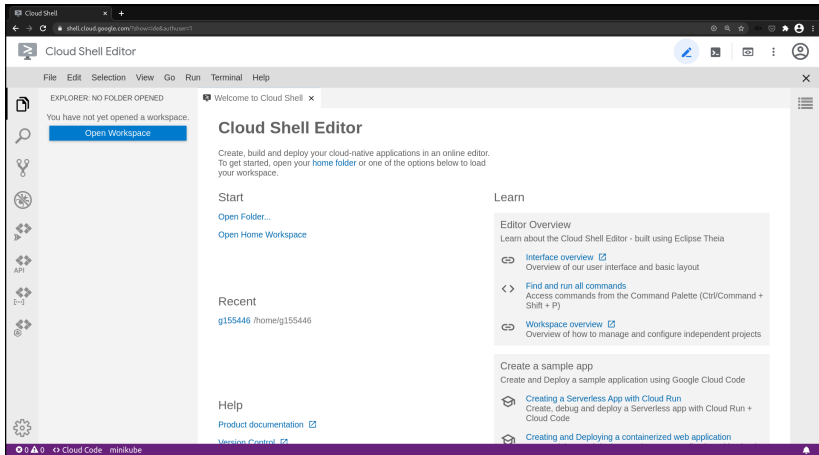 Cloud Shell
shell.cloud.google.com/?show=ide&authuser=1
Cloud Shell Editor
File Edit Selection View Go Run Terminal Help
EXPLORER: NO FOLDER OPENED
You have not yet opened a workspace.
Open Workspace
Welcome to Cloud Shell
Cloud Shell Editor
Create, build and deploy your cloud-native applications in an online editor.
To get started, open your home folder or one of the options below to load
your workspace.
Start
Open Folder...
Open Home Workspace
Recent
g155446 /home/g155446
Help
Product documentation
Version Control
Learn
Editor Overview
Learn about the Cloud Shell Editor - built using Eclipse Theia
Interface overview
Overview of our user interface and basic layout
Find and run all commands
Access commands from the Command Palette (Ctrl/Command +
Shift + P)
Workspace overview
Overview of how to manage and configure independent projects
Create a sample app
Create and Deploy a sample application using Google Cloud Code
Creating a Serverless App with Cloud Run
Create, debug and deploy a Serverless app with Cloud Run +
Cloud Code
Creating and Deploying a containerized web application
API
0 0 Cloud Code minikube